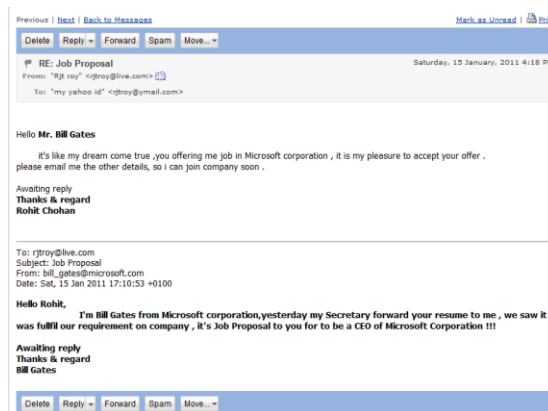 Previous | Next | Back to Messages Mark as Unread |
Delete Reply Forward Spam Move...
RE: Job Proposal Saturday, 15 January, 2011 4:18 P
From: "Rjt roy" <rjtroy@live.com>
To: "my yahoo id" <rjtroy@ymail.com>
Hello Mr. Bill Gates
it's like my dream come true ,you offering me job in Microsoft corporation , it is my pleasure to accept your offer .
please email me the other details, so i can join company soon .
Awaiting reply
Thanks & regard
Rohit Chohan
To: rjtroy@live.com
Subject: Job Proposal
From: bill_gates@microsoft.com
Date: Sat, 15 Jan 2011 17:10:53 +0100
Hello Rohit,
I'm Bill Gates from Microsoft corporation,yesterday my Secretary forward your resume to me , we saw it
was fullfil our requirement on company , it's Job Proposal to you for to be a CEO of Microsoft Corporation !!!
Awaiting reply
Thanks & regard
Bill Gates
Delete Reply Forward Spam Move...